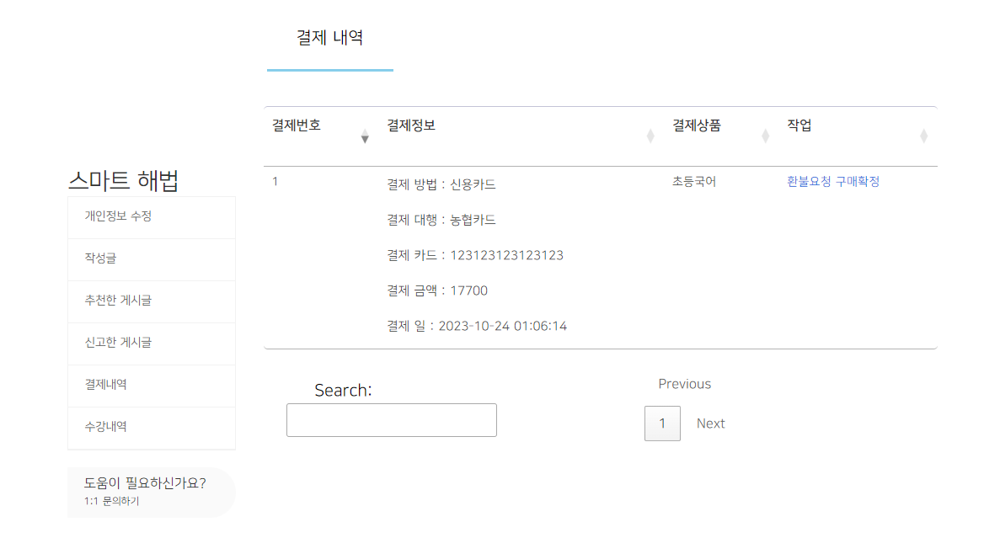 결제 내역
스마트 해법
개인정보 수정
작성글
추천한 게시글
신고한 게시글
결제내역
수강내역
도움이 필요하신가요?
1:1 문의하기
결제번호 결제정보 결제상품 작업
1 결제 방법 : 신용카드 초등국어 환불요청 구매확정
결제 대행 : 농협카드
결제 카드 : 123123123123123
결제 금액 : 17700
결제 일 : 2023-10-24 01:06:14
Search:
Previous
1 Next